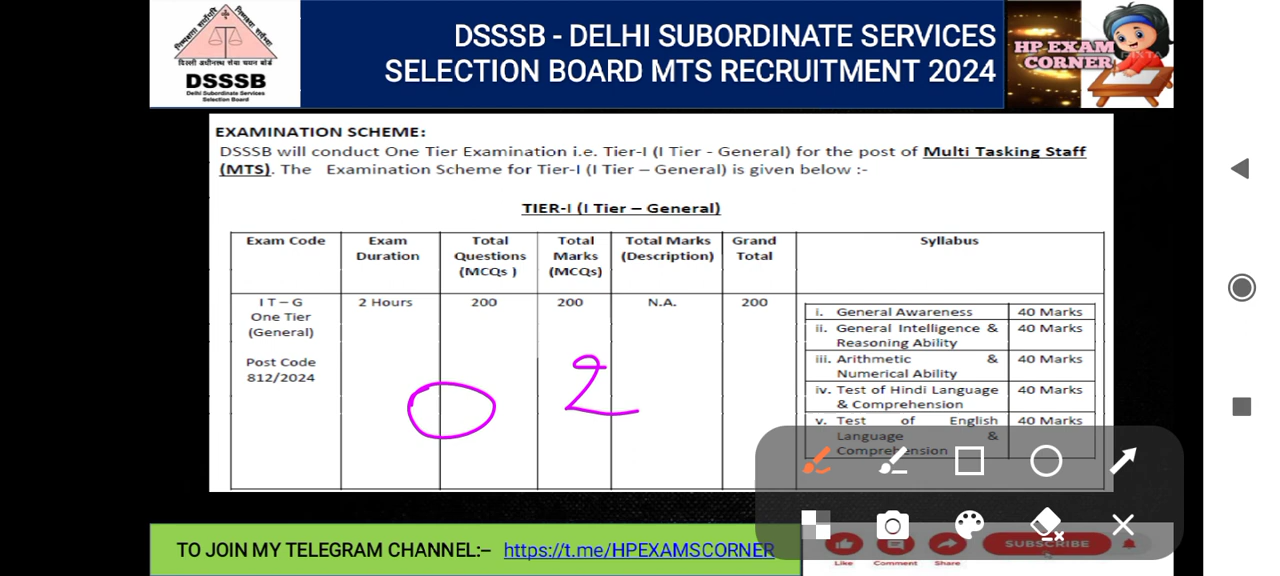 DSSSB - DELHI SUBORDINATE SERVICES
SELECTION BOARD MTS RECRUITMENT 2024
दिल्ली अधीनस्थ सेवा चयन बोर्ड
DSSSB
Delhi Subordinate Services
Selection Board
HP EXAM
CORNER
EXAMINATION SCHEME:
DSSSB will conduct One Tier Examination i.e. Tier-I (I Tier - General) for the post of Multi Tasking Staff
(MTS). The Examination Scheme for Tier-I (I Tier – General) is given below :-
TIER-I (I Tier – General)
Exam Code
Exam
Duration
Total
Questions
(MCQs )
Total
Marks
(MCQs)
Total Marks
(Description)
Grand
Total
Syllabus
I T – G
One Tier
(General)
Post Code
812/2024
2 Hours
200
200
N.A.
200
i. General Awareness 40 Marks
ii. General Intelligence & 40 Marks
Reasoning Ability
iii. Arithmetic & 40 Marks
Numerical Ability
iv. Test of Hindi Language 40 Marks
& Comprehension
v. Test of English 40 Marks
Language &
Comprehension
0 2
TO JOIN MY TELEGRAM CHANNEL:– https://t.me/HPEXAMSCORNER
SUBSCRIBE
Like Comment Share